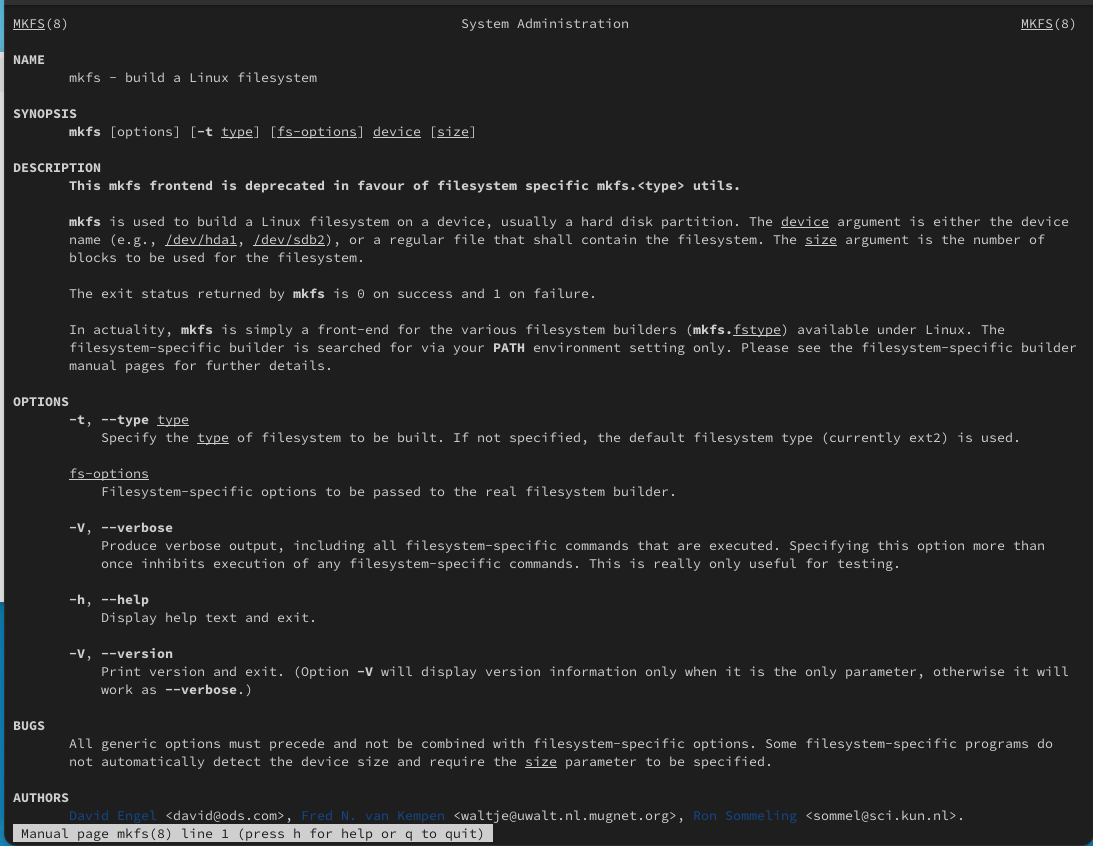 MKFS(8) System Administration MKFS(8)
NAME
mkfs - build a Linux filesystem
SYNOPSIS
mkfs [options] [-t type] [fs-options] device [size]
DESCRIPTION
This mkfs frontend is deprecated in favour of filesystem specific mkfs.<type> utils.
mkfs is used to build a Linux filesystem on a device, usually a hard disk partition. The device argument is either the device
name (e.g., /dev/hda1, /dev/sdb2), or a regular file that shall contain the filesystem. The size argument is the number of
blocks to be used for the filesystem.
The exit status returned by mkfs is 0 on success and 1 on failure.
In actuality, mkfs is simply a front-end for the various filesystem builders (mkfs.fstype) available under Linux. The
filesystem-specific builder is searched for via your PATH environment setting only. Please see the filesystem-specific builder
manual pages for further details.
OPTIONS
-t, --type type
Specify the type of filesystem to be built. If not specified, the default filesystem type (currently ext2) is used.
fs-options
Filesystem-specific options to be passed to the real filesystem builder.
-V, --verbose
Produce verbose output, including all filesystem-specific commands that are executed. Specifying this option more than
once inhibits execution of any filesystem-specific commands. This is really only useful for testing.
-h, --help
Display help text and exit.
-V, --version
Print version and exit. (Option -V will display version information only when it is the only parameter, otherwise it will
work as --verbose.)
BUGS
All generic options must precede and not be combined with filesystem-specific options. Some filesystem-specific programs do
not automatically detect the device size and require the size parameter to be specified.
AUTHORS
David Engel <david@ods.com>, Fred N. van Kempen <waltje@uwalt.nl.mugnet.org>, Ron Sommeling <sommel@sci.kun.nl>.
Manual page mkfs(8) line 1 (press h for help or q to quit)